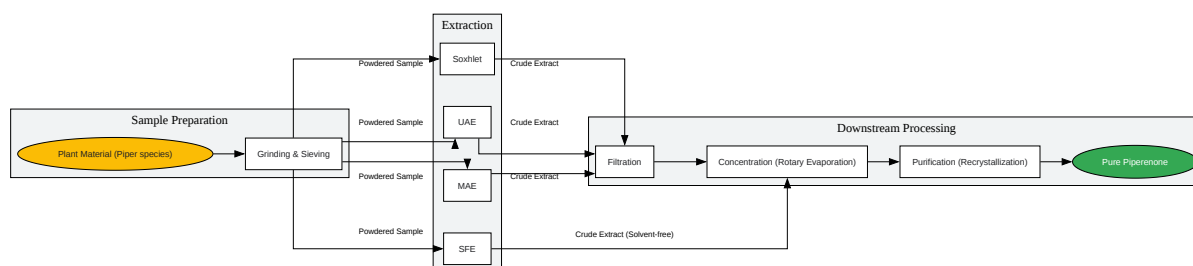 Extraction
Soxhlet
Powdered Sample
Crude Extract
Sample Preparation
Plant Material (Piper species)
Grinding & Sieving
Powdered Sample
UAE
Crude Extract
Downstream Processing
Filtration
Concentration (Rotary Evaporation)
Purification (Recrystallization)
Pure Piperenone
Powdered Sample
MAE
Crude Extract
Powdered Sample
SFE
Crude Extract (Solvent-free)